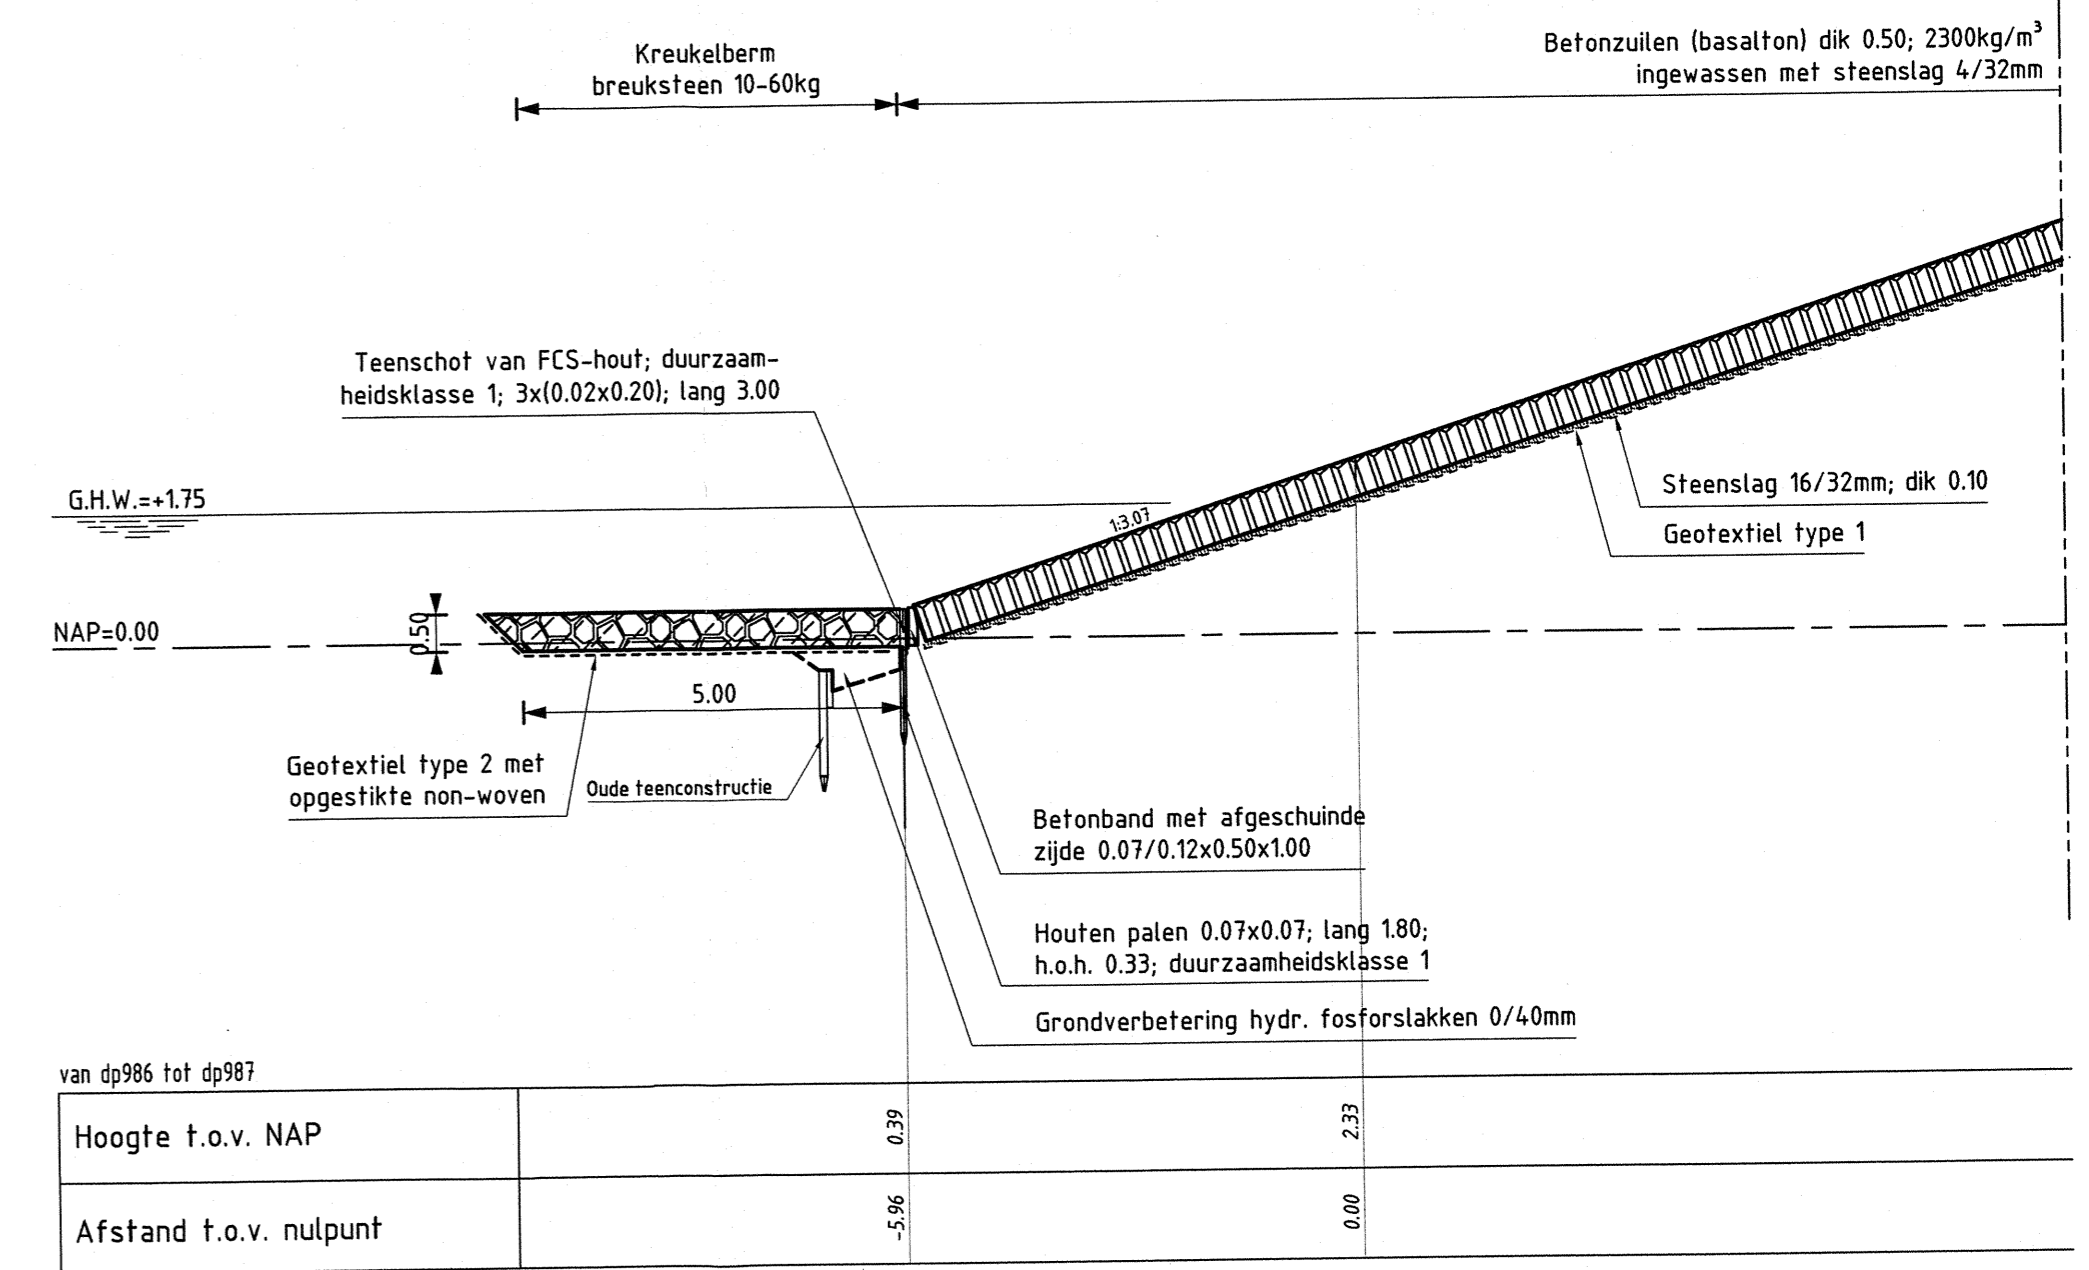 Kreukelberm
breuksteen 10-60kg
Betonzuilen (basalton) dik 0.50; 2300kg/m³
ingewassen met steenslag 4/32mm
Teenschot van FCS-hout; duurzaam-
heidsklasse 1; 3x(0.02x0.20); lang 3.00
G.H.W.=+1.75
1:3.07
Steenslag 16/32mm; dik 0.10
Geotextiel type 1
NAP=0.00
0.50
5.00
Geotextiel type 2 met
opgestikte non-woven
Oude teenconstructie
Betonband met afgeschuinde
zijde 0.07/0.12x0.50x1.00
Houten palen 0.07x0.07; lang 1.80;
h.o.h. 0.33; duurzaamheidsklasse 1
Grondverbetering hydr. fosforslakken 0/40mm
van dp986 tot dp987
Hoogte t.o.v. NAP
0.39
2.33
Afstand t.o.v. nulpunt
-5.96
0.00